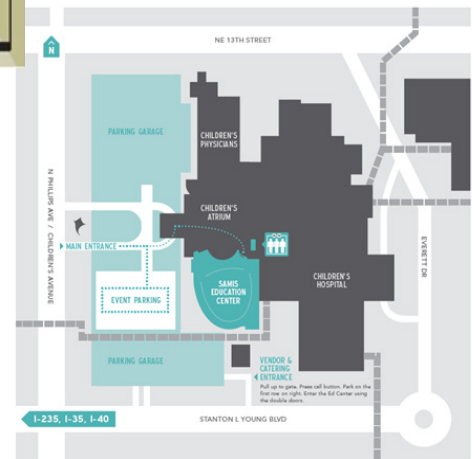 NE 13TH STREET
N
PARKING GARAGE
CHILDREN'S
PHYSICIANS
CHILDREN'S
ATRIUM
N PHILLIPS AVE / CHILDREN'S AVENUE
MAIN ENTRANCE
EVERETT DR
SAMIS
EDUCATION
CENTER
CHILDREN'S
HOSPITAL
EVENT PARKING
PARKING GARAGE
VENDOR &
CATERING
ENTRANCE
Pull up to gate. Press call button. Park on the
first row on right. Enter the Ed Center using
the double doors.
I-235, I-35, I-40
STANTON L YOUNG BLVD